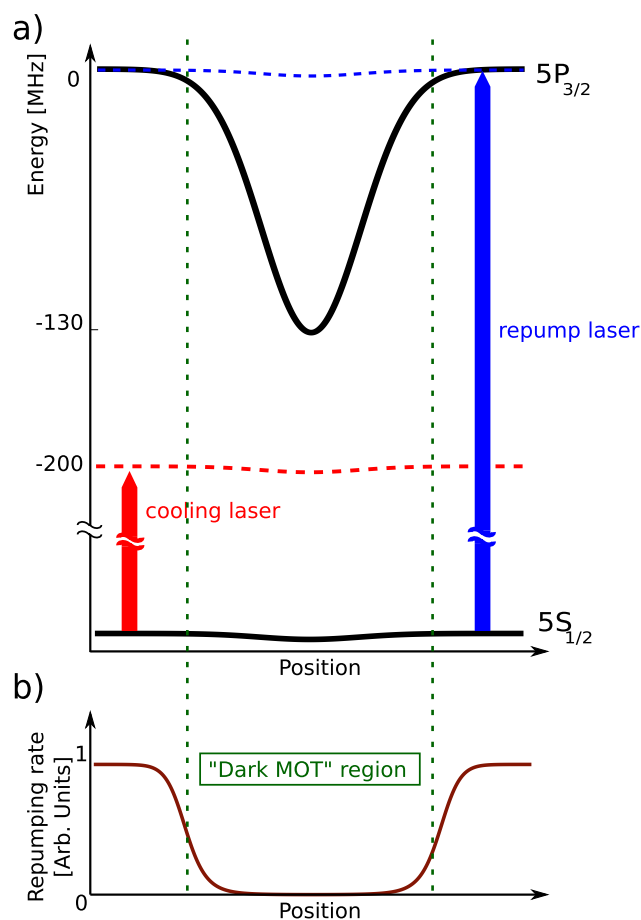 a)
Energy [MHz]
0
5P3/2
-130
repump laser
-200
cooling laser
5S1/2
Position
b)
Repumping rate
[Arb. Units]
1
"Dark MOT" region
0
Position